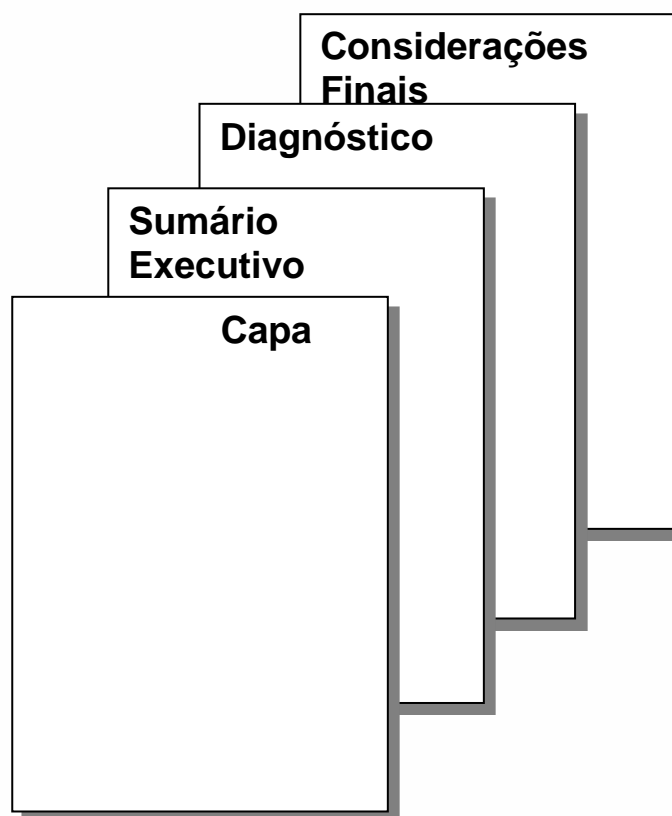 Considerações
Finais
Diagnóstico
Sumário
Executivo
Capa